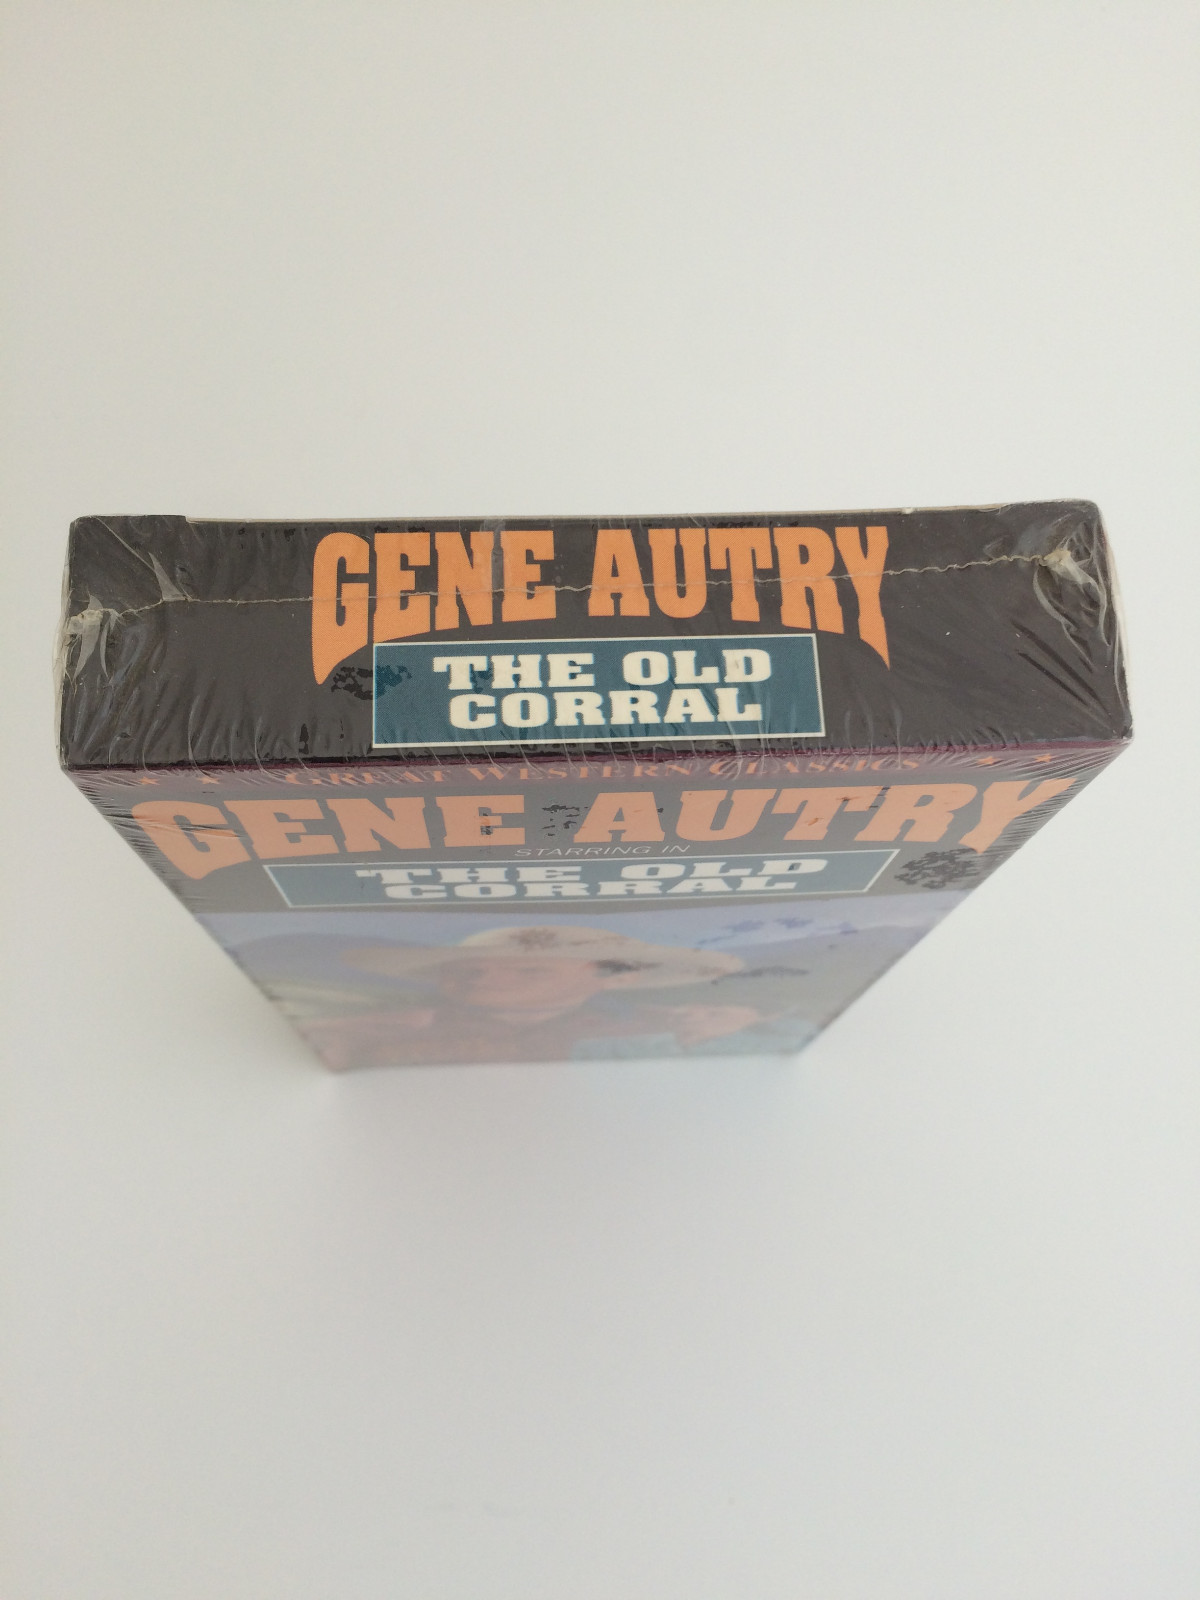 GENE AUTRY
THE OLD
CORRAL
GREAT WESTERN CLASSICS
GENE AUTRY
STARRING IN
THE OLD
CORRAL